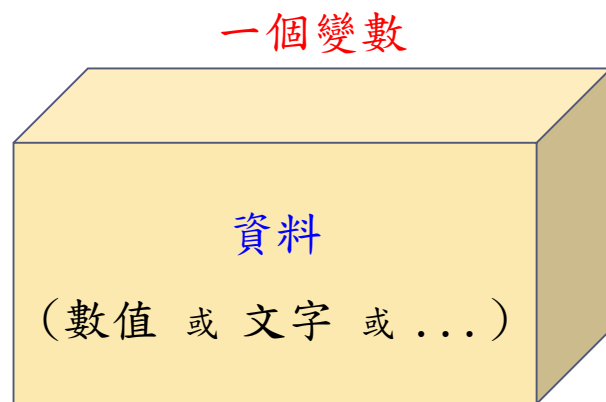 一個變數
資料
(數值 或 文字 或 ...)